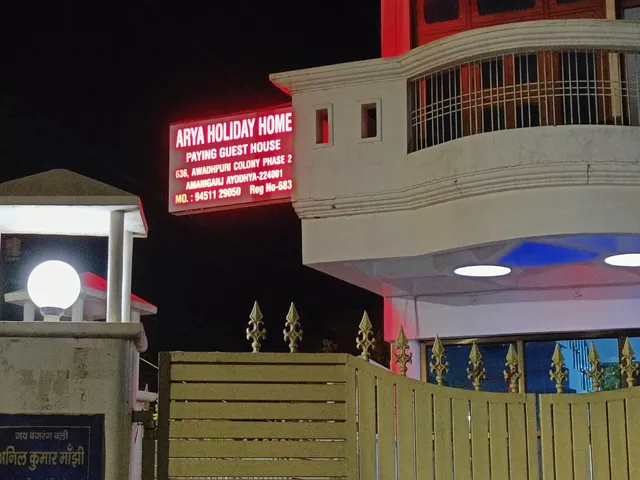 ARYA HOLIDAY HOME
PAYING GUEST HOUSE
636, AWADHPURI COLONY PHASE 2
AMANIGANJ AYODHYA-224001
MO. : 94511 29050 Reg No-683
जय बजरंग बली
अनिल कुमार माँझी